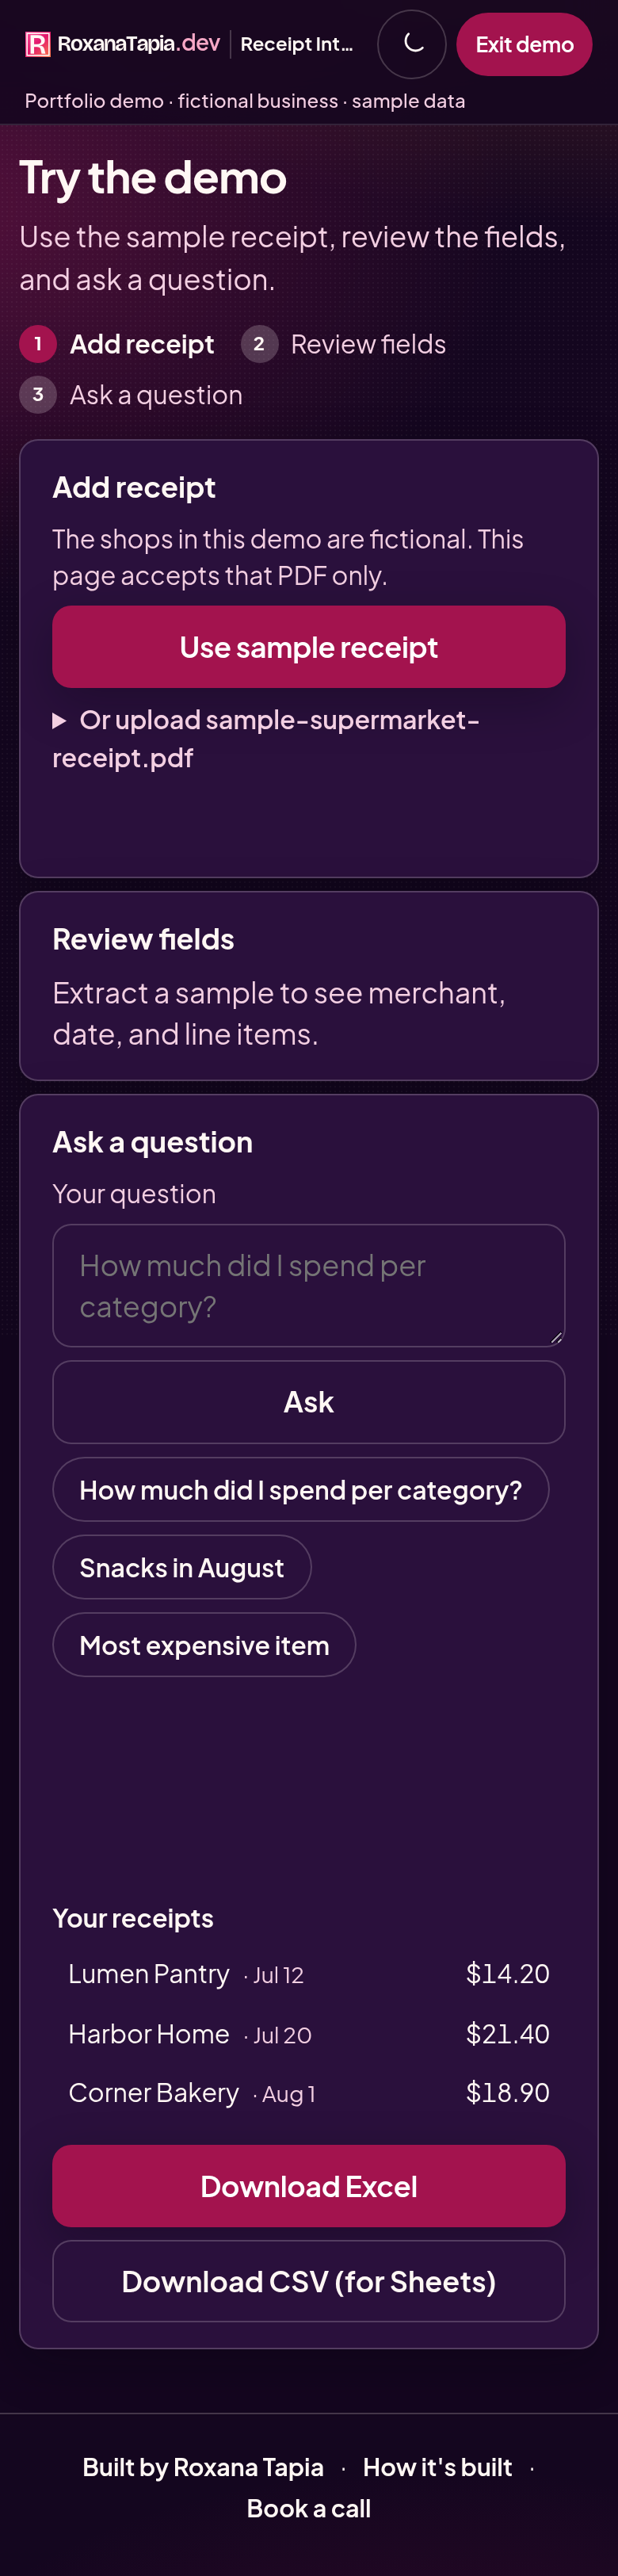 R RoxanaTapia.dev Receipt Int... Exit demo
Portfolio demo · fictional business · sample data
Try the demo
Use the sample receipt, review the fields,
and ask a question.
1 Add receipt 2 Review fields
3 Ask a question
Add receipt
The shops in this demo are fictional. This
page accepts that PDF only.
Use sample receipt
Or upload sample-supermarket-
receipt.pdf
Review fields
Extract a sample to see merchant,
date, and line items.
Ask a question
Your question
How much did I spend per
category?
Ask
How much did I spend per category?
Snacks in August
Most expensive item
Your receipts
Lumen Pantry · Jul 12 $14.20
Harbor Home · Jul 20 $21.40
Corner Bakery · Aug 1 $18.90
Download Excel
Download CSV (for Sheets)
Built by Roxana Tapia · How it's built ·
Book a call